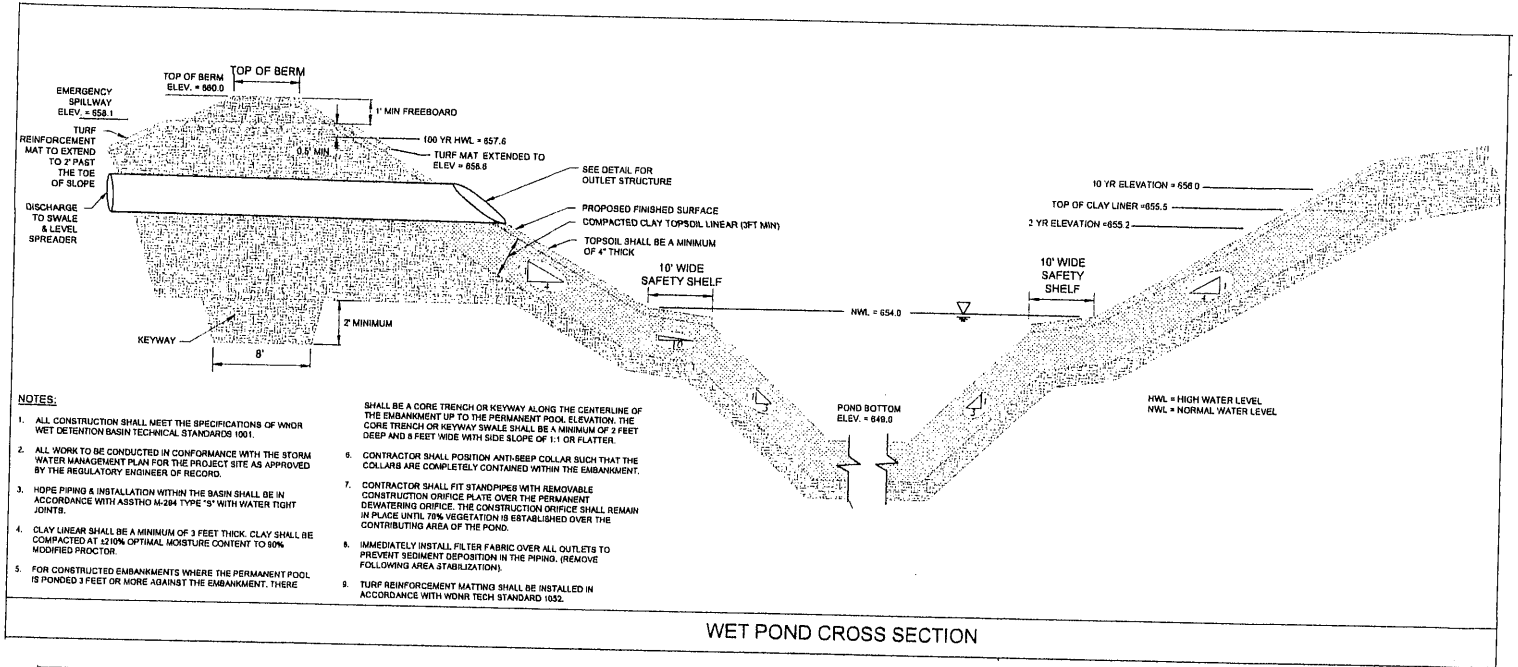 TOP OF BERM
ELEV. = 660.0
TOP OF BERM
EMERGENCY
SPILLWAY
ELEV. = 658.1
1' MIN FREEBOARD
TURF
REINFORCEMENT
MAT TO EXTEND
TO 2' PAST
THE TOE
OF SLOPE
100 YR HWL = 657.6
0.5' MIN
TURF MAT EXTENDED TO
ELEV = 656.6
SEE DETAIL FOR
OUTLET STRUCTURE
DISCHARGE
TO SWALE
& LEVEL
SPREADER
PROPOSED FINISHED SURFACE
COMPACTED CLAY TOPSOIL LINEAR (3FT MIN)
TOPSOIL SHALL BE A MINIMUM
OF 4" THICK
10 YR ELEVATION = 656.0
TOP OF CLAY LINER =655.5
2 YR ELEVATION =655.2
10' WIDE
SAFETY SHELF
10' WIDE
SAFETY
SHELF
1
4
1
4
NWL = 654.0
2' MINIMUM
KEYWAY
8'
10
1
1
POND BOTTOM
ELEV. = 649.0
HWL = HIGH WATER LEVEL
NWL = NORMAL WATER LEVEL
NOTES:
1. ALL CONSTRUCTION SHALL MEET THE SPECIFICATIONS OF WNDR
WET DETENTION BASIN TECHNICAL STANDARDS 1001.
2. ALL WORK TO BE CONDUCTED IN CONFORMANCE WITH THE STORM
WATER MANAGEMENT PLAN FOR THE PROJECT SITE AS APPROVED
BY THE REGULATORY ENGINEER OF RECORD.
3. HDPE PIPING & INSTALLATION WITHIN THE BASIN SHALL BE IN
ACCORDANCE WITH ASSTHO M-294 TYPE "S" WITH WATER TIGHT
JOINTS.
4. CLAY LINEAR SHALL BE A MINIMUM OF 3 FEET THICK. CLAY SHALL BE
COMPACTED AT ±210% OPTIMAL MOISTURE CONTENT TO 90%
MODIFIED PROCTOR.
5. FOR CONSTRUCTED EMBANKMENTS WHERE THE PERMANENT POOL
IS PONDED 3 FEET OR MORE AGAINST THE EMBANKMENT. THERE
SHALL BE A CORE TRENCH OR KEYWAY ALONG THE CENTERLINE OF
THE EMBANKMENT UP TO THE PERMANENT POOL ELEVATION. THE
CORE TRENCH OR KEYWAY SWALE SHALL BE A MINIMUM OF 2 FEET
DEEP AND 8 FEET WIDE WITH SIDE SLOPE OF 1:1 OR FLATTER.
6. CONTRACTOR SHALL POSITION ANTI-SEEP COLLAR SUCH THAT THE
COLLARS ARE COMPLETELY CONTAINED WITHIN THE EMBANKMENT.
7. CONTRACTOR SHALL FIT STANDPIPES WITH REMOVABLE
CONSTRUCTION ORIFICE PLATE OVER THE PERMANENT
DEWATERING ORIFICE. THE CONSTRUCTION ORIFICE SHALL REMAIN
IN PLACE UNTIL 70% VEGETATION IS ESTABLISHED OVER THE
CONTRIBUTING AREA OF THE POND.
8. IMMEDIATELY INSTALL FILTER FABRIC OVER ALL OUTLETS TO
PREVENT SEDIMENT DEPOSITION IN THE PIPING. (REMOVE
FOLLOWING AREA STABILIZATION).
9. TURF REINFORCEMENT MATTING SHALL BE INSTALLED IN
ACCORDANCE WITH WDNR TECH STANDARD 1052.
WET POND CROSS SECTION